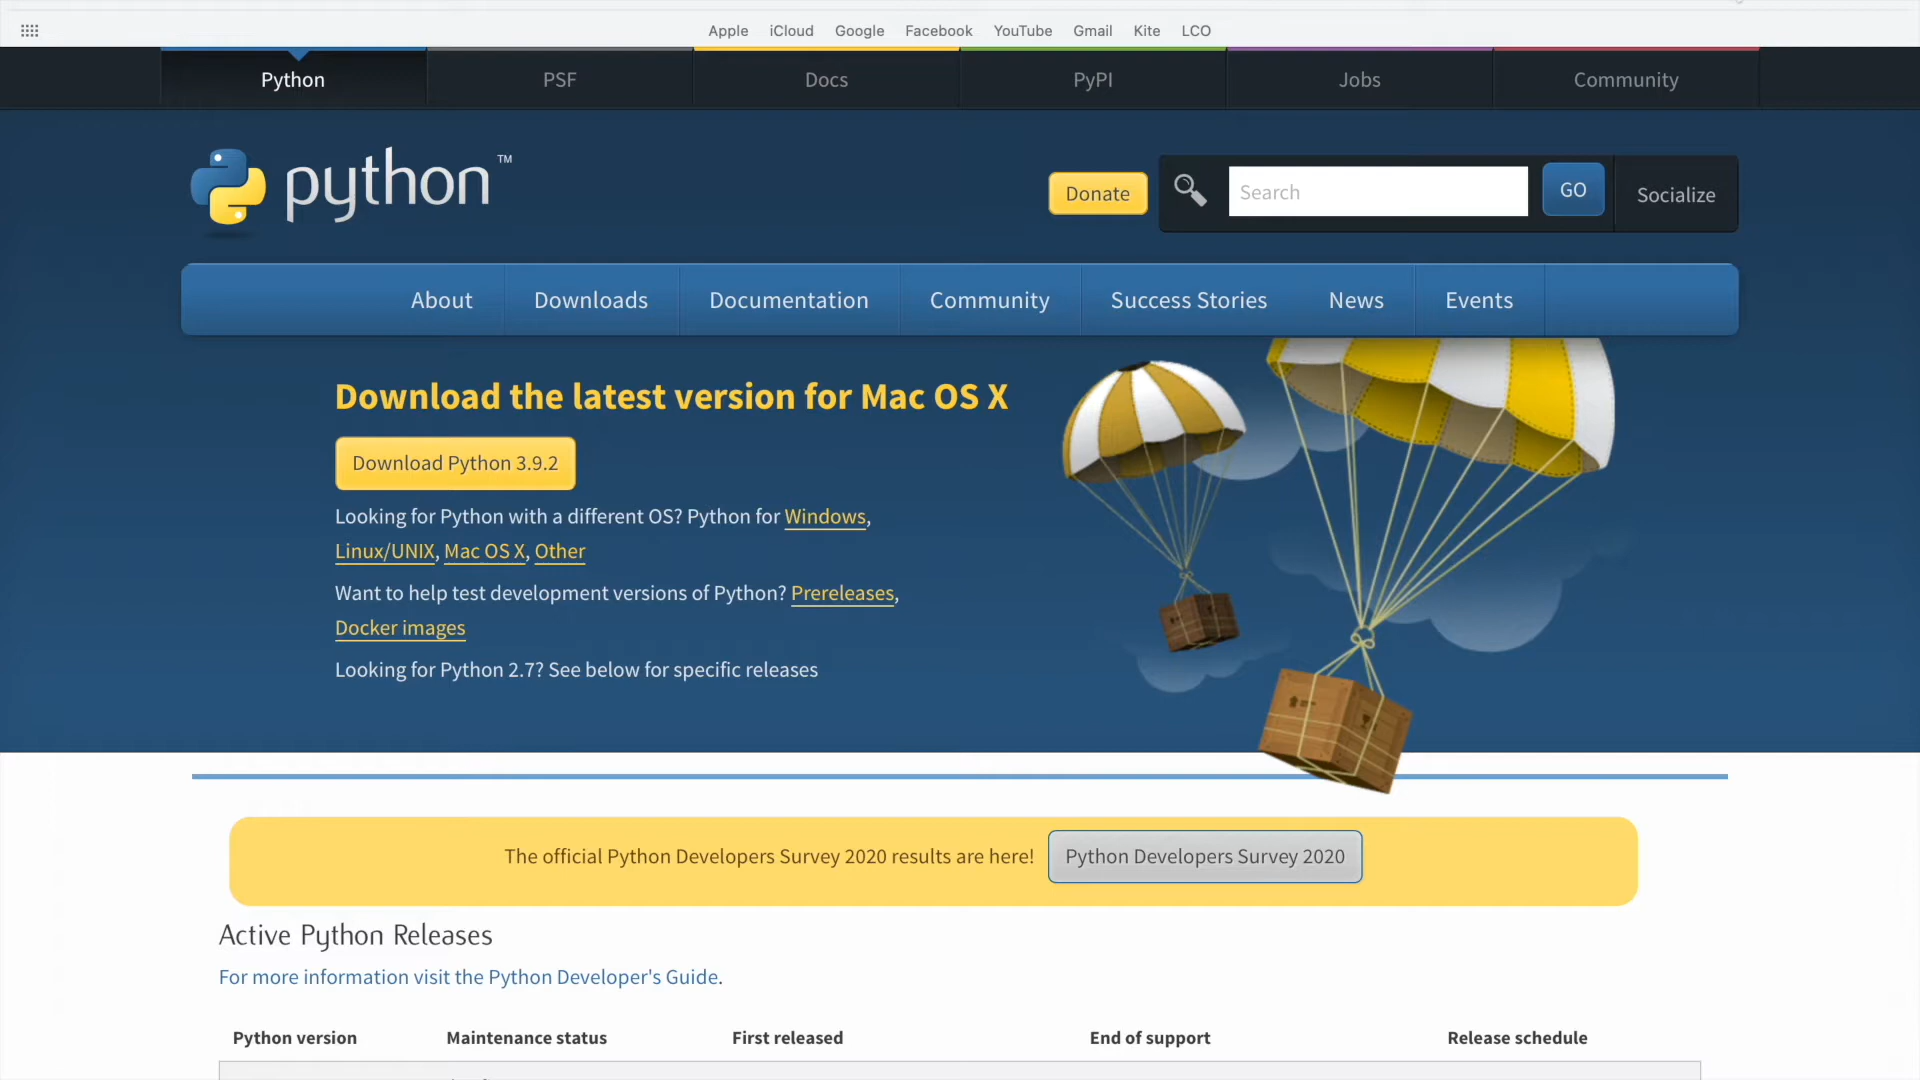 Apple iCloud Google Facebook YouTube Gmail Kite LCO
Python PSF Docs PyPI Jobs Community
python™
Donate
Search
GO
Socialize
About Downloads Documentation Community Success Stories News Events
Download the latest version for Mac OS X
Download Python 3.9.2
Looking for Python with a different OS? Python for Windows,
Linux/UNIX, Mac OS X, Other
Want to help test development versions of Python? Prereleases,
Docker images
Looking for Python 2.7? See below for specific releases
The official Python Developers Survey 2020 results are here! Python Developers Survey 2020
Active Python Releases
For more information visit the Python Developer's Guide.
Python version Maintenance status First released End of support Release schedule